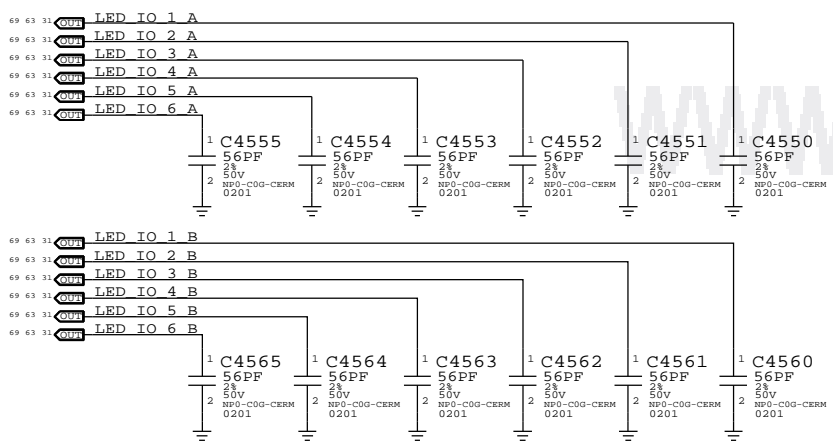 69 63 31 OUT LED_IO_1_A
69 63 31 OUT LED_IO_2_A
69 63 31 OUT LED_IO_3_A
69 63 31 OUT LED_IO_4_A
69 63 31 OUT LED_IO_5_A
69 63 31 OUT LED_IO_6_A
1 C4555 1 C4554 1 C4553 1 C4552 1 C4551 1 C4550
56PF 56PF 56PF 56PF 56PF 56PF
2% 2% 2% 2% 2% 2%
50V 50V 50V 50V 50V 50V
2 NP0-C0G-CERM 2 NP0-C0G-CERM 2 NP0-C0G-CERM 2 NP0-C0G-CERM 2 NP0-C0G-CERM 2 NP0-C0G-CERM
0201 0201 0201 0201 0201 0201
www
69 63 31 OUT LED_IO_1_B
69 63 31 OUT LED_IO_2_B
69 63 31 OUT LED_IO_3_B
69 63 31 OUT LED_IO_4_B
69 63 31 OUT LED_IO_5_B
69 63 31 OUT LED_IO_6_B
1 C4565 1 C4564 1 C4563 1 C4562 1 C4561 1 C4560
56PF 56PF 56PF 56PF 56PF 56PF
2% 2% 2% 2% 2% 2%
50V 50V 50V 50V 50V 50V
2 NP0-C0G-CERM 2 NP0-C0G-CERM 2 NP0-C0G-CERM 2 NP0-C0G-CERM 2 NP0-C0G-CERM 2 NP0-C0G-CERM
0201 0201 0201 0201 0201 0201